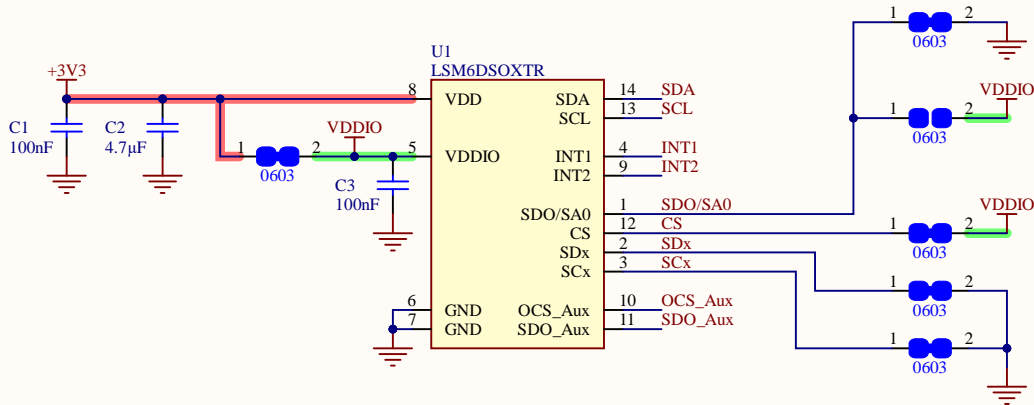 1 2
0603
U1
LSM6DSOXTR
+3V3
8 VDD SDA 14 SDA
SCL 13 SCL
1 2 VDDIO
0603
C1
100nF
C2
4.7µF
VDDIO
1 2
0603
5 VDDIO INT1 4 INT1
INT2 9 INT2
C3
100nF
SDO/SA0 1 SDO/SA0
CS 12 CS
SDx 2 SDx
SCx 3 SCx
1 2 VDDIO
0603
1 2
0603
6 GND OCS_Aux 10 OCS_Aux
7 GND SDO_Aux 11 SDO_Aux
1 2
0603